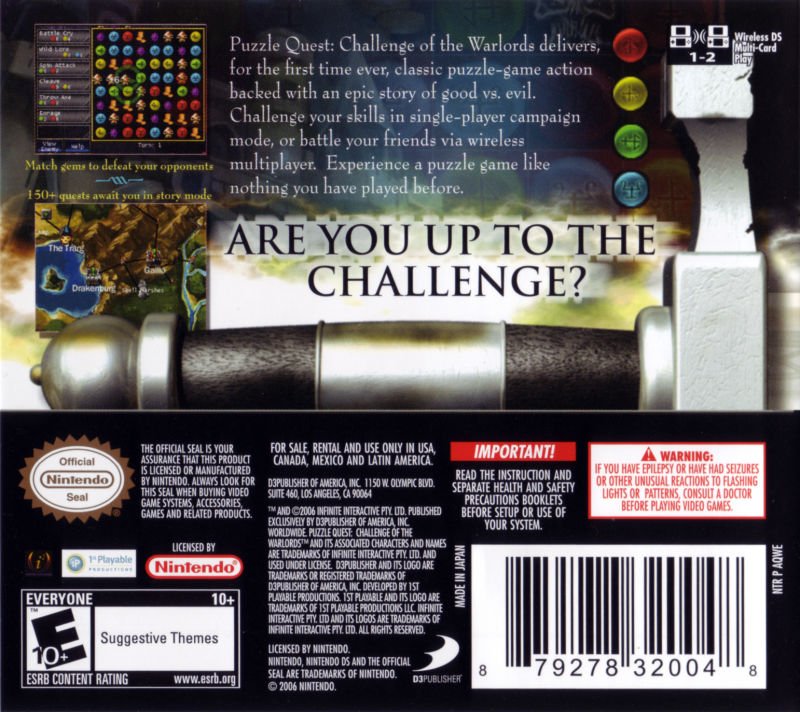 Battle Cry
Wild Lore
Spin Attack
Cleave
Throw Axe
Enrage
View Enemy
Help
Turn: 1
Match gems to defeat your opponents
150+ quests await you in story mode
The Trang
Gallia
Drakenburg
Puzzle Quest: Challenge of the Warlords delivers,
for the first time ever, classic puzzle-game action
backed with an epic story of good vs. evil.
Challenge your skills in single-player campaign
mode, or battle your friends via wireless
multiplayer. Experience a puzzle game like
nothing you have played before.
1-2
Wireless DS
Multi-Card
Play
ARE YOU UP TO THE
CHALLENGE?
Official
Nintendo
Seal
THE OFFICIAL SEAL IS YOUR
ASSURANCE THAT THIS PRODUCT
IS LICENSED OR MANUFACTURED
BY NINTENDO. ALWAYS LOOK FOR
THIS SEAL WHEN BUYING VIDEO
GAME SYSTEMS, ACCESSORIES,
GAMES AND RELATED PRODUCTS.
i
1P
1st Playable
PRODUCTIONS
LICENSED BY
Nintendo®
EVERYONE 10+
™
E
10+
Suggestive Themes
ESRB CONTENT RATING www.esrb.org
FOR SALE, RENTAL AND USE ONLY IN USA,
CANADA, MEXICO AND LATIN AMERICA.
D3PUBLISHER OF AMERICA, INC. 1150 W. OLYMPIC BLVD.
SUITE 460, LOS ANGELES, CA 90064
™ AND ©2006 INFINITE INTERACTIVE PTY. LTD. PUBLISHED
EXCLUSIVELY BY D3PUBLISHER OF AMERICA, INC.
WORLDWIDE. PUZZLE QUEST: CHALLENGE OF THE
WARLORDS™ AND ITS ASSOCIATED CHARACTERS AND NAMES
ARE TRADEMARKS OF INFINITE INTERACTIVE PTY. LTD. AND
USED UNDER LICENSE. D3PUBLISHER AND ITS LOGO ARE
TRADEMARKS OR REGISTERED TRADEMARKS OF
D3PUBLISHER OF AMERICA, INC. DEVELOPED BY 1ST
PLAYABLE PRODUCTIONS. 1ST PLAYABLE AND ITS LOGO ARE
TRADEMARKS OF 1ST PLAYABLE PRODUCTIONS LLC. INFINITE
INTERACTIVE PTY. LTD AND ITS LOGOS ARE TRADEMARKS OF
INFINITE INTERACTIVE PTY. LTD. ALL RIGHTS RESERVED.
LICENSED BY NINTENDO.
NINTENDO, NINTENDO DS AND THE OFFICIAL
SEAL ARE TRADEMARKS OF NINTENDO.
© 2006 NINTENDO.
D3PUBLISHER
IMPORTANT!
READ THE INSTRUCTION AND
SEPARATE HEALTH AND SAFETY
PRECAUTIONS BOOKLETS
BEFORE SETUP OR USE OF
YOUR SYSTEM.
WARNING:
IF YOU HAVE EPILEPSY OR HAVE HAD SEIZURES
OR OTHER UNUSUAL REACTIONS TO FLASHING
LIGHTS OR PATTERNS, CONSULT A DOCTOR
BEFORE PLAYING VIDEO GAMES.
MADE IN JAPAN
8 79278 32004 8
NTR P AQWE